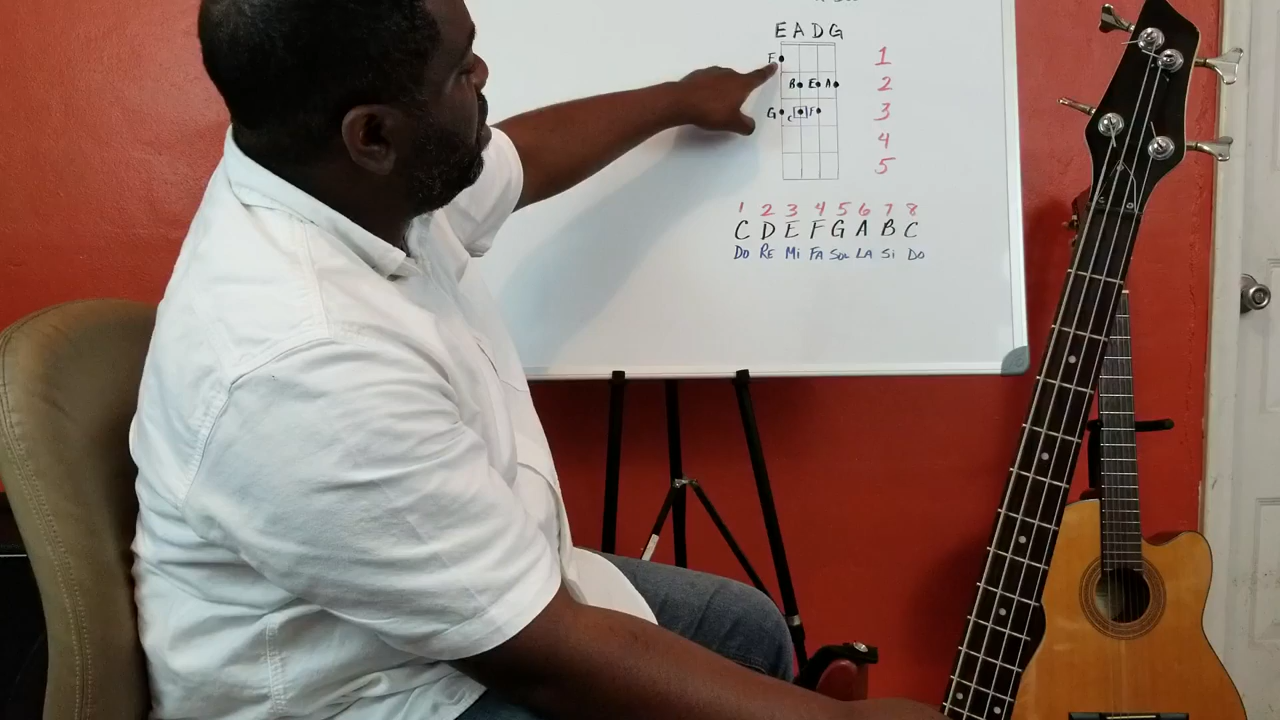 E A D G
F 1
B E A 2
G C F 3
4
5
1 2 3 4 5 6 7 8
C D E F G A B C
DO RE Mi FA SOL LA Si DO